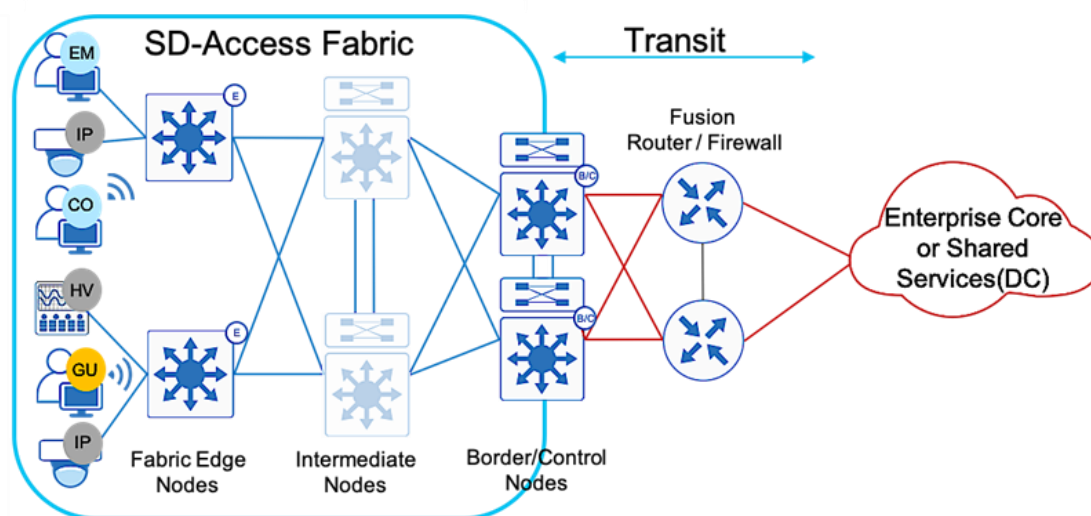 SD-Access Fabric
Transit
EM
E
IP
CO
HV
E
GU
IP
B/C
B/C
Fusion
Router / Firewall
Enterprise Core
or Shared
Services(DC)
Fabric Edge
Nodes
Intermediate
Nodes
Border/Control
Nodes